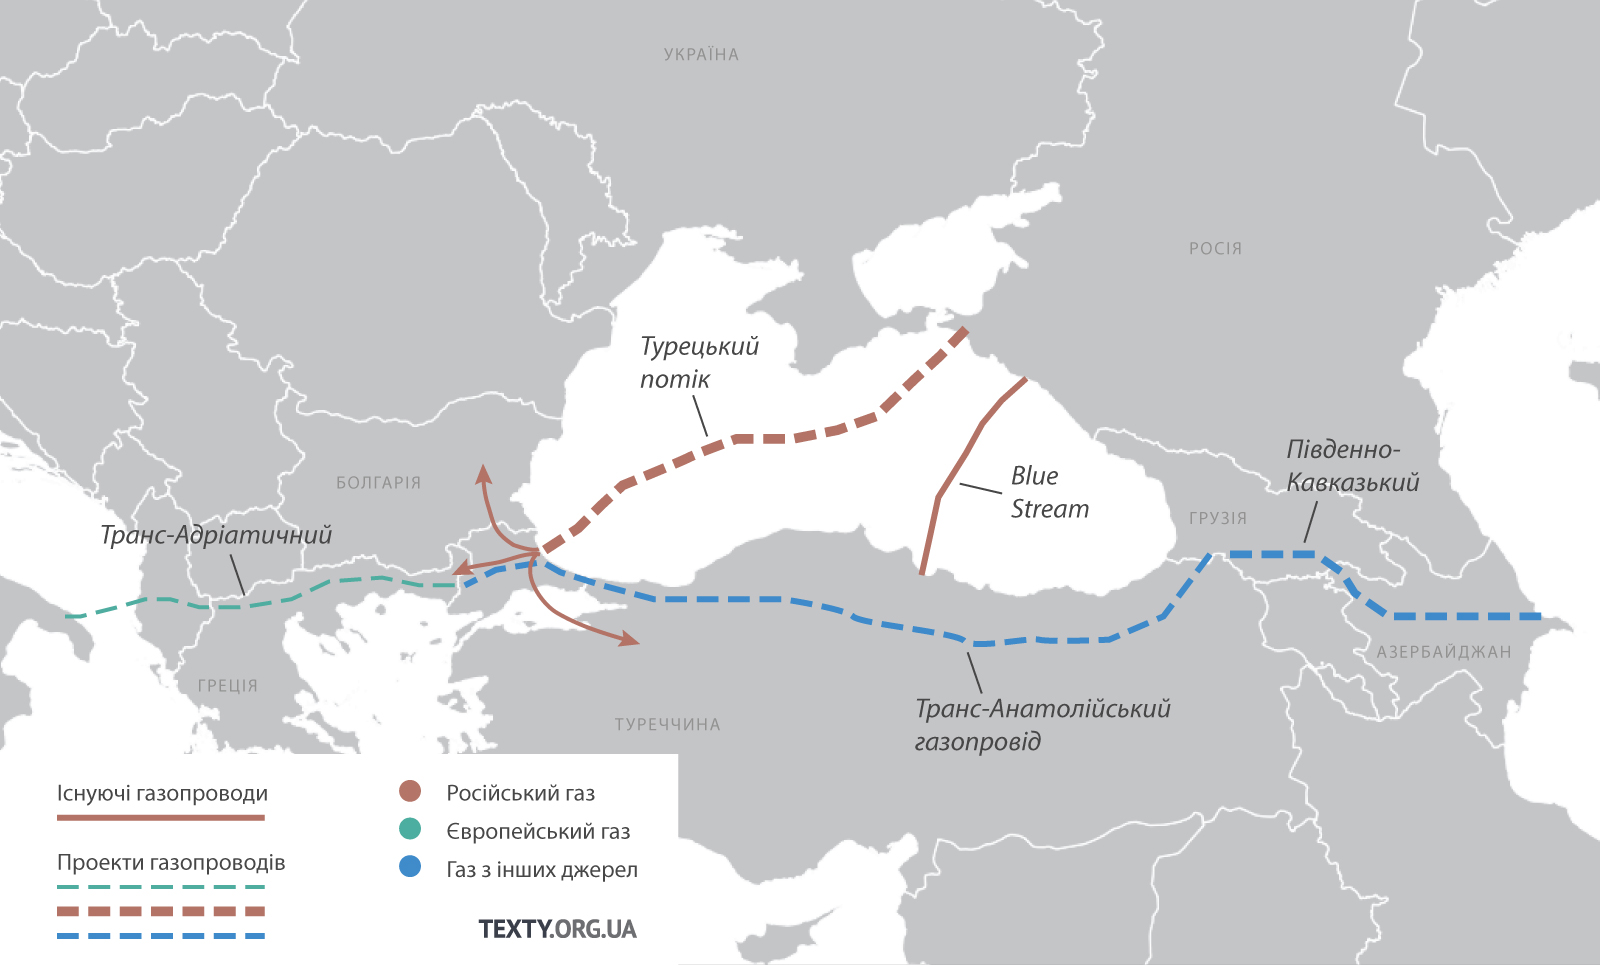 УКРАЇНА
РОСІЯ
Турецький
потік
Blue
Stream
Південно-
Кавказький
БОЛГАРІЯ
ГРУЗІЯ
Транс-Адріатичний
АЗЕРБАЙДЖАН
ГРЕЦІЯ
ТУРЕЧЧИНА
Транс-Анатолійський
газопровід
Існуючі газопроводи
Проекти газопроводів
Російський газ
Європейський газ
Газ з інших джерел
TEXTY.ORG.UA